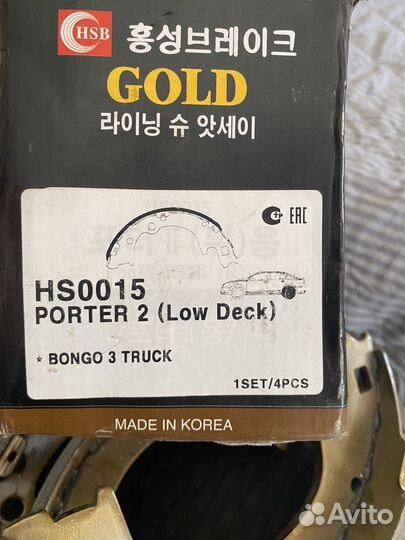 HSB 홍성브레이크
GOLD
라이닝 슈 앗세이
EAC
HS0015
PORTER 2 (Low Deck)
* BONGO 3 TRUCK
1SET/4PCS
MADE IN KOREA
Avito